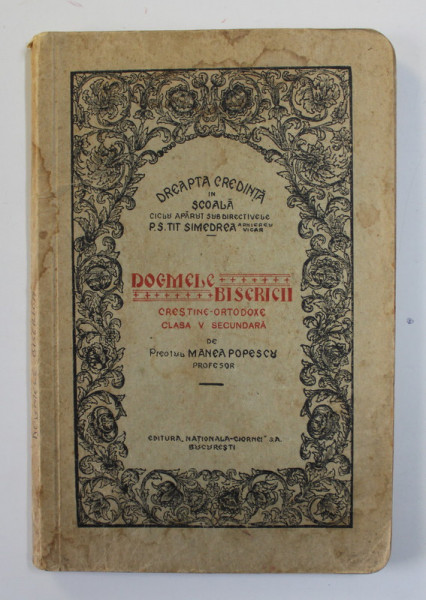 DREAPTA CREDINȚĂ
IN
ȘCOALĂ
CICLU APĂRUT SUB DIRECTIVELE
P.S. TIT SIMEDREA ARHIEREU
VICAR
DOGMELE
BISERICII
CREȘTINE-ORTODOXE
CLASA V SECUNDARĂ
DE
Preotul MANEA POPESCU
PROFESOR
EDITURA „NAȚIONALA-CIORNEI” S.A.
BUCUREȘTI